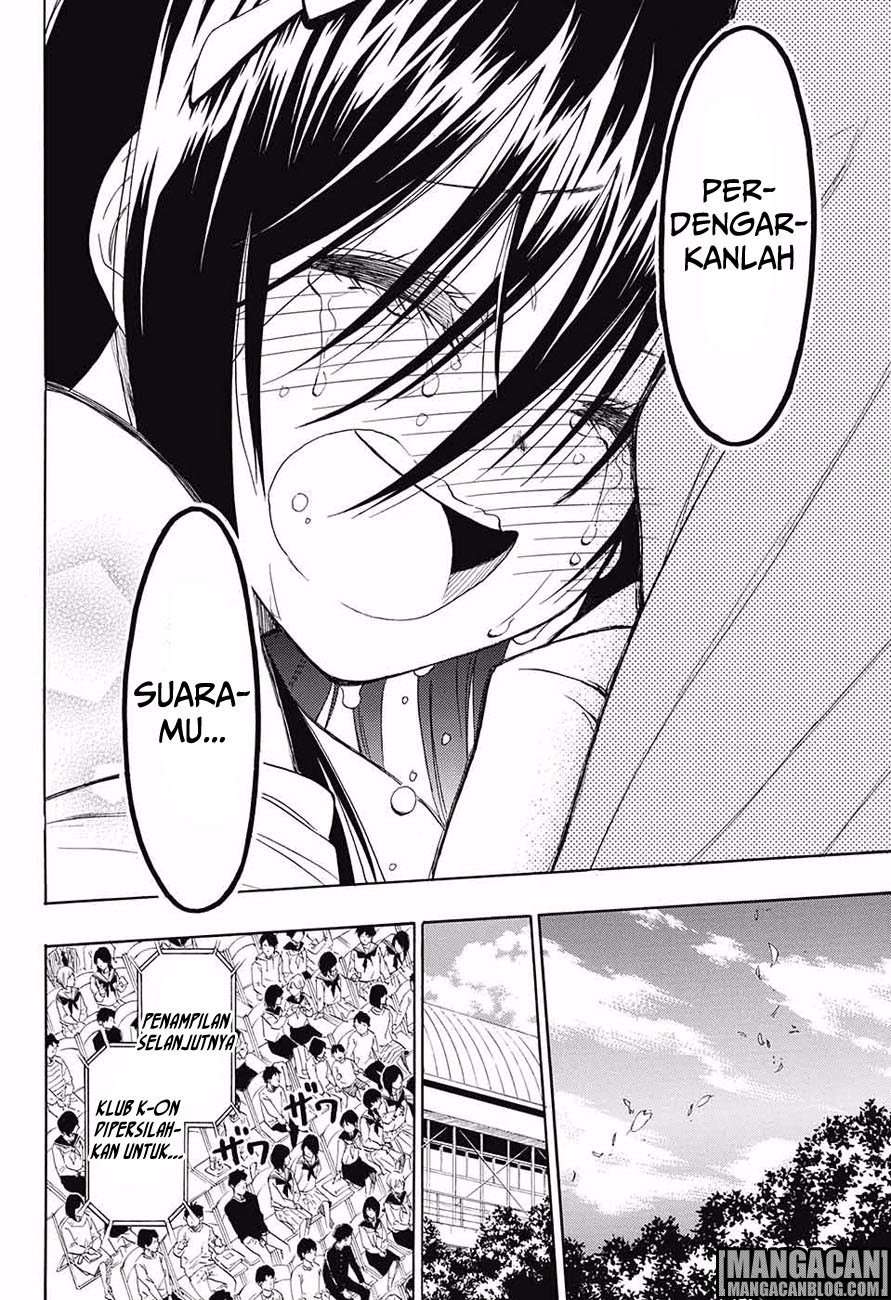 PER-
DENGAR-
KANLAH
SUARA-
MU...
PENAMPILAN
SELANJUTNYA
KLUB K-ON
DIPERSILAH-
KAN UNTUK...
ザワ
ザワ
MANGACAN
MANGACANBLOG.COM